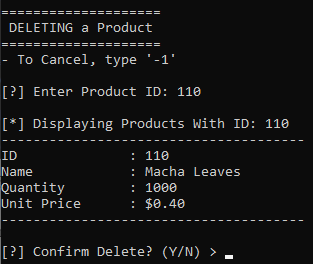 ====================
DELETING a Product
====================
- To Cancel, type '-1'
[?] Enter Product ID: 110
[*] Displaying Products With ID: 110
--------------------------------------
ID : 110
Name : Macha Leaves
Quantity : 1000
Unit Price : $0.40
--------------------------------------
[?] Confirm Delete? (Y/N) > _